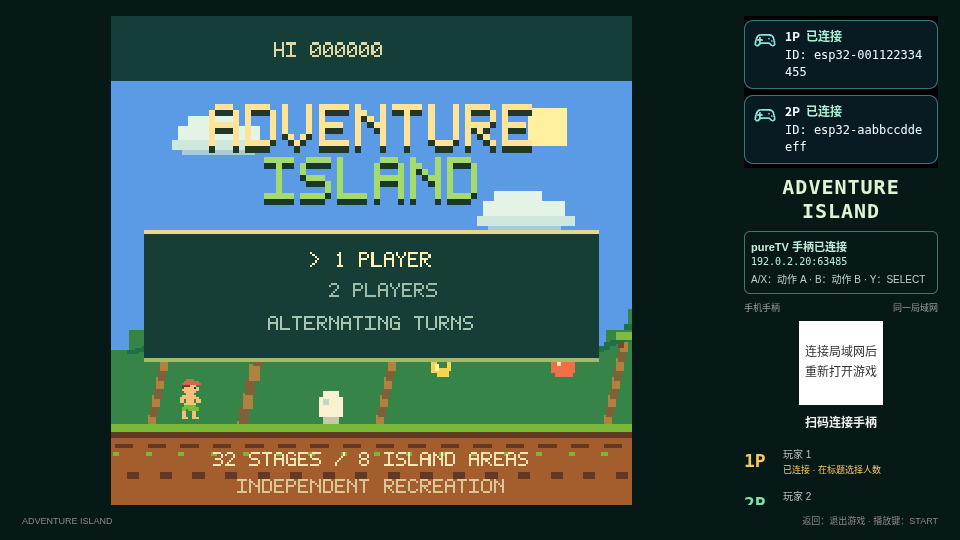 HI 000000
ADVENTURE
ISLAND
> 1 PLAYER
2 PLAYERS
ALTERNATING TURNS
32 STAGES / 8 ISLAND AREAS
INDEPENDENT RECREATION
1P 已连接
ID: esp32-001122334
455
2P 已连接
ID: esp32-aabbccdde
eff
ADVENTURE
ISLAND
pureTV 手柄已连接
192.0.2.20:63485
A/X：动作 A · B：动作 B · Y：SELECT
手机手柄 同一局域网
连接局域网后
重新打开游戏
扫码连接手柄
1P 玩家 1
已连接 · 在标题选择人数
2P 玩家 2
ADVENTURE ISLAND
返回：退出游戏 · 播放键：START